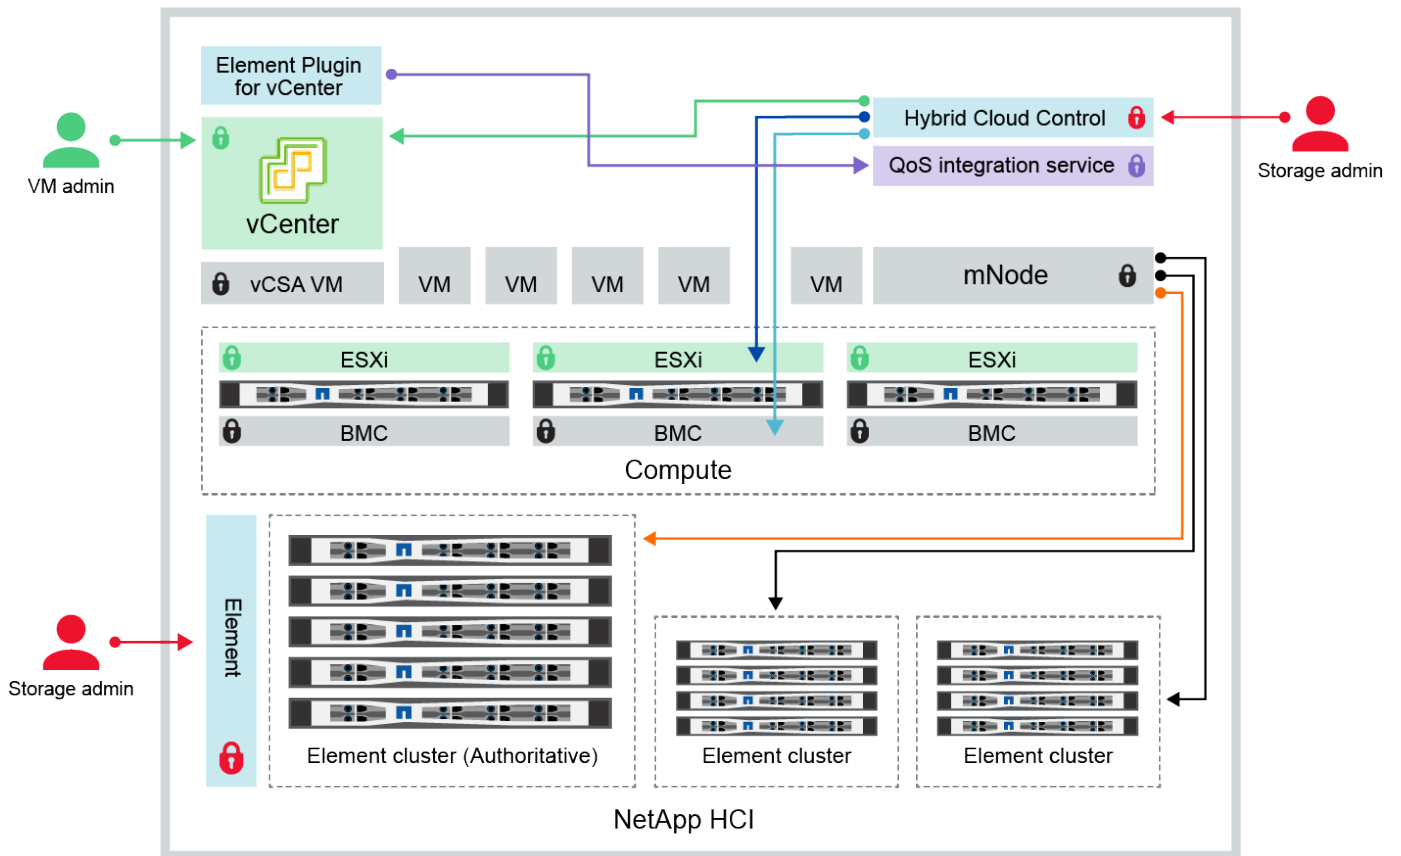 Element Plugin
for vCenter
Hybrid Cloud Control
QoS integration service
VM admin
Storage admin
vCenter
vCSA VM
VM
VM
VM
VM
VM
mNode
ESXi
ESXi
ESXi
BMC
BMC
BMC
Compute
Element
Storage admin
Element cluster (Authoritative)
Element cluster
Element cluster
NetApp HCI